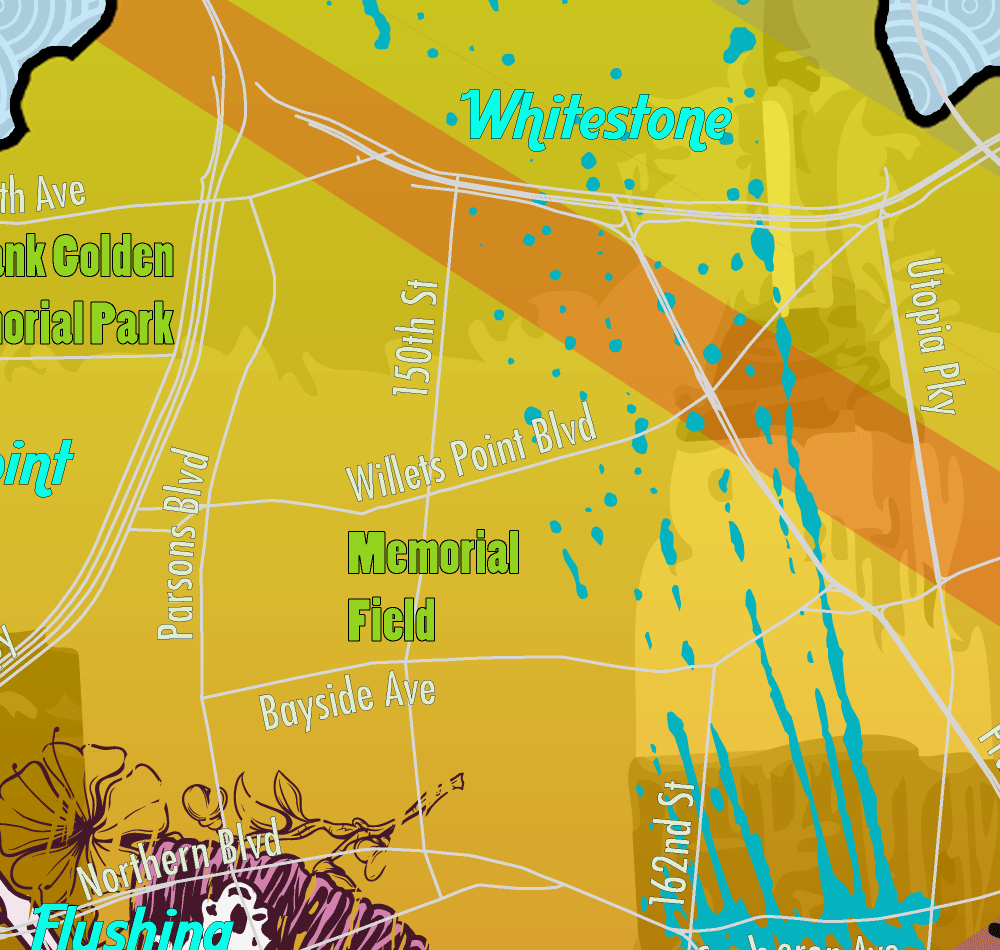 Whitestone
th Ave
ank Golden
morial Park
150th St
Utopia Pky
Willets Point Blvd
oint
Parsons Blvd
Memorial
Field
y
Bayside Ave
162nd St
Northern Blvd
Flushing